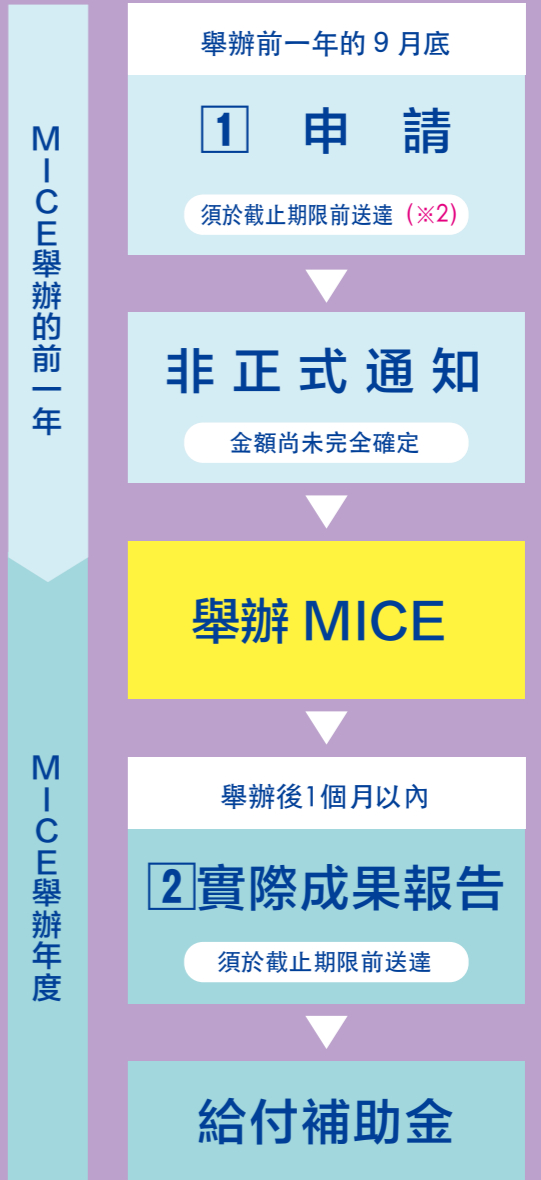 MICE舉辦的前一年
舉辦前一年的 9 月底
1 申 請
須於截止期限前送達 (※2)
非正式通知
金額尚未完全確定
舉辦 MICE
MICE舉辦年度
舉辦後1個月以內
2 實際成果報告
須於截止期限前送達
給付補助金